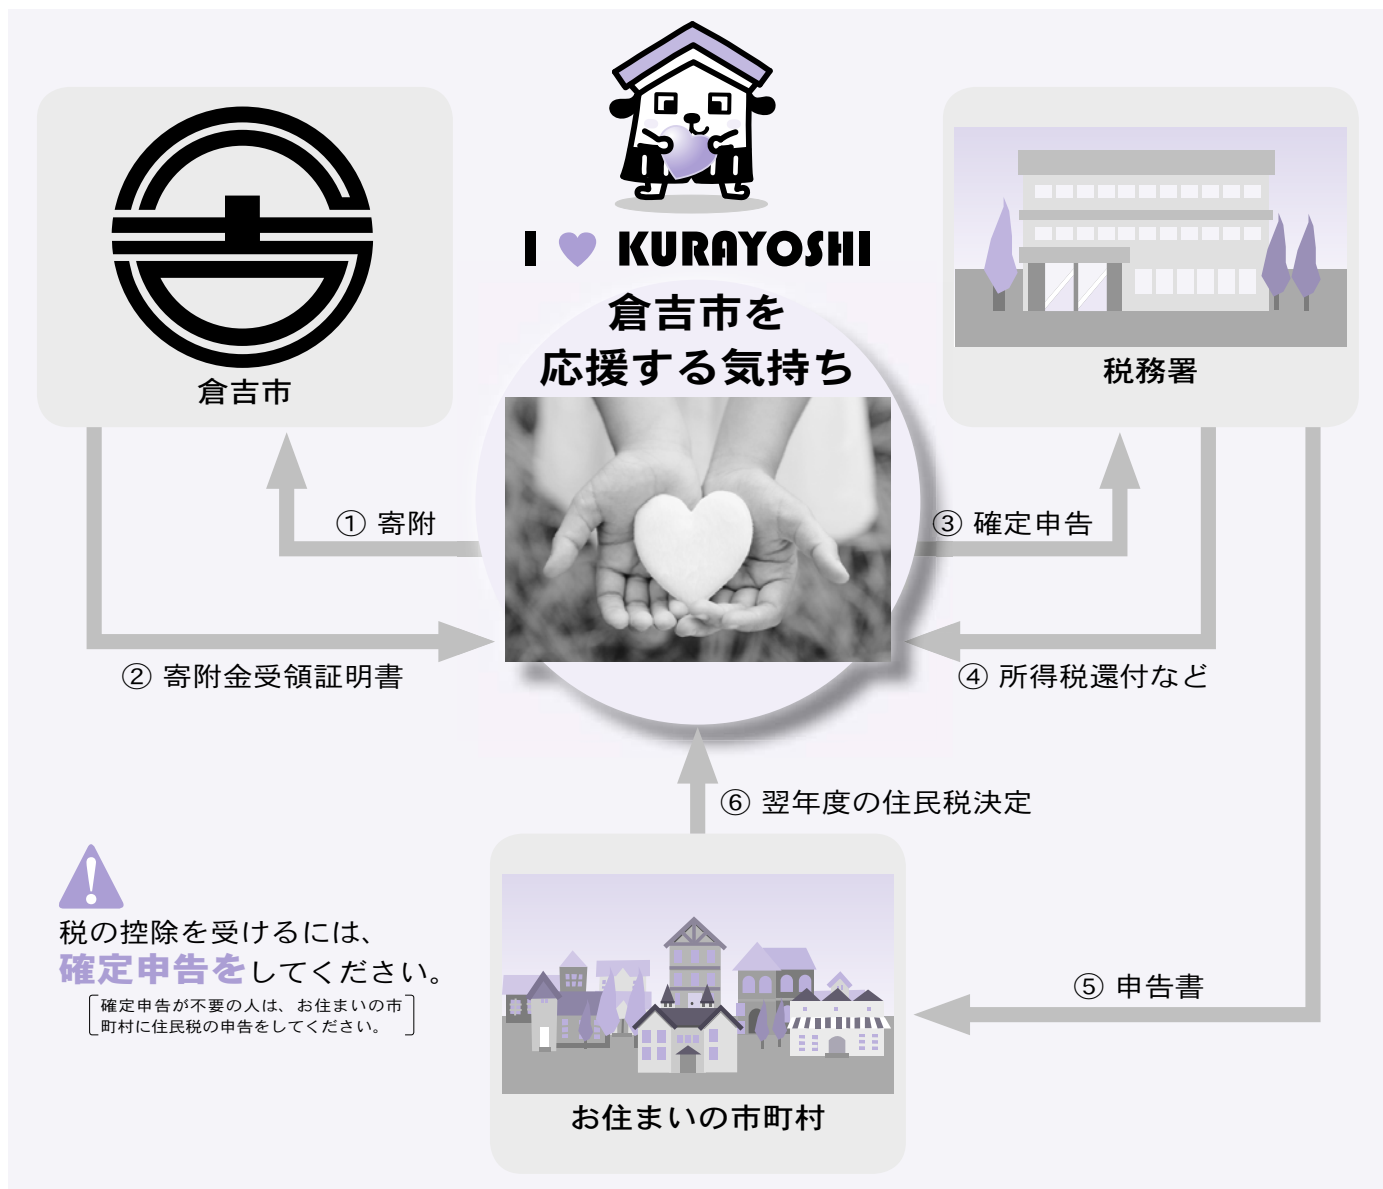 I ♥ KURAYOSHI
倉吉市を
応援する気持ち
倉吉市
税務署
① 寄附
③ 確定申告
② 寄附金受領証明書
④ 所得税還付など
⑥ 翌年度の住民税決定
税の控除を受けるには、
確定申告をしてください。
確定申告が不要の人は、お住まいの市
町村に住民税の申告をしてください。
⑤ 申告書
お住まいの市町村